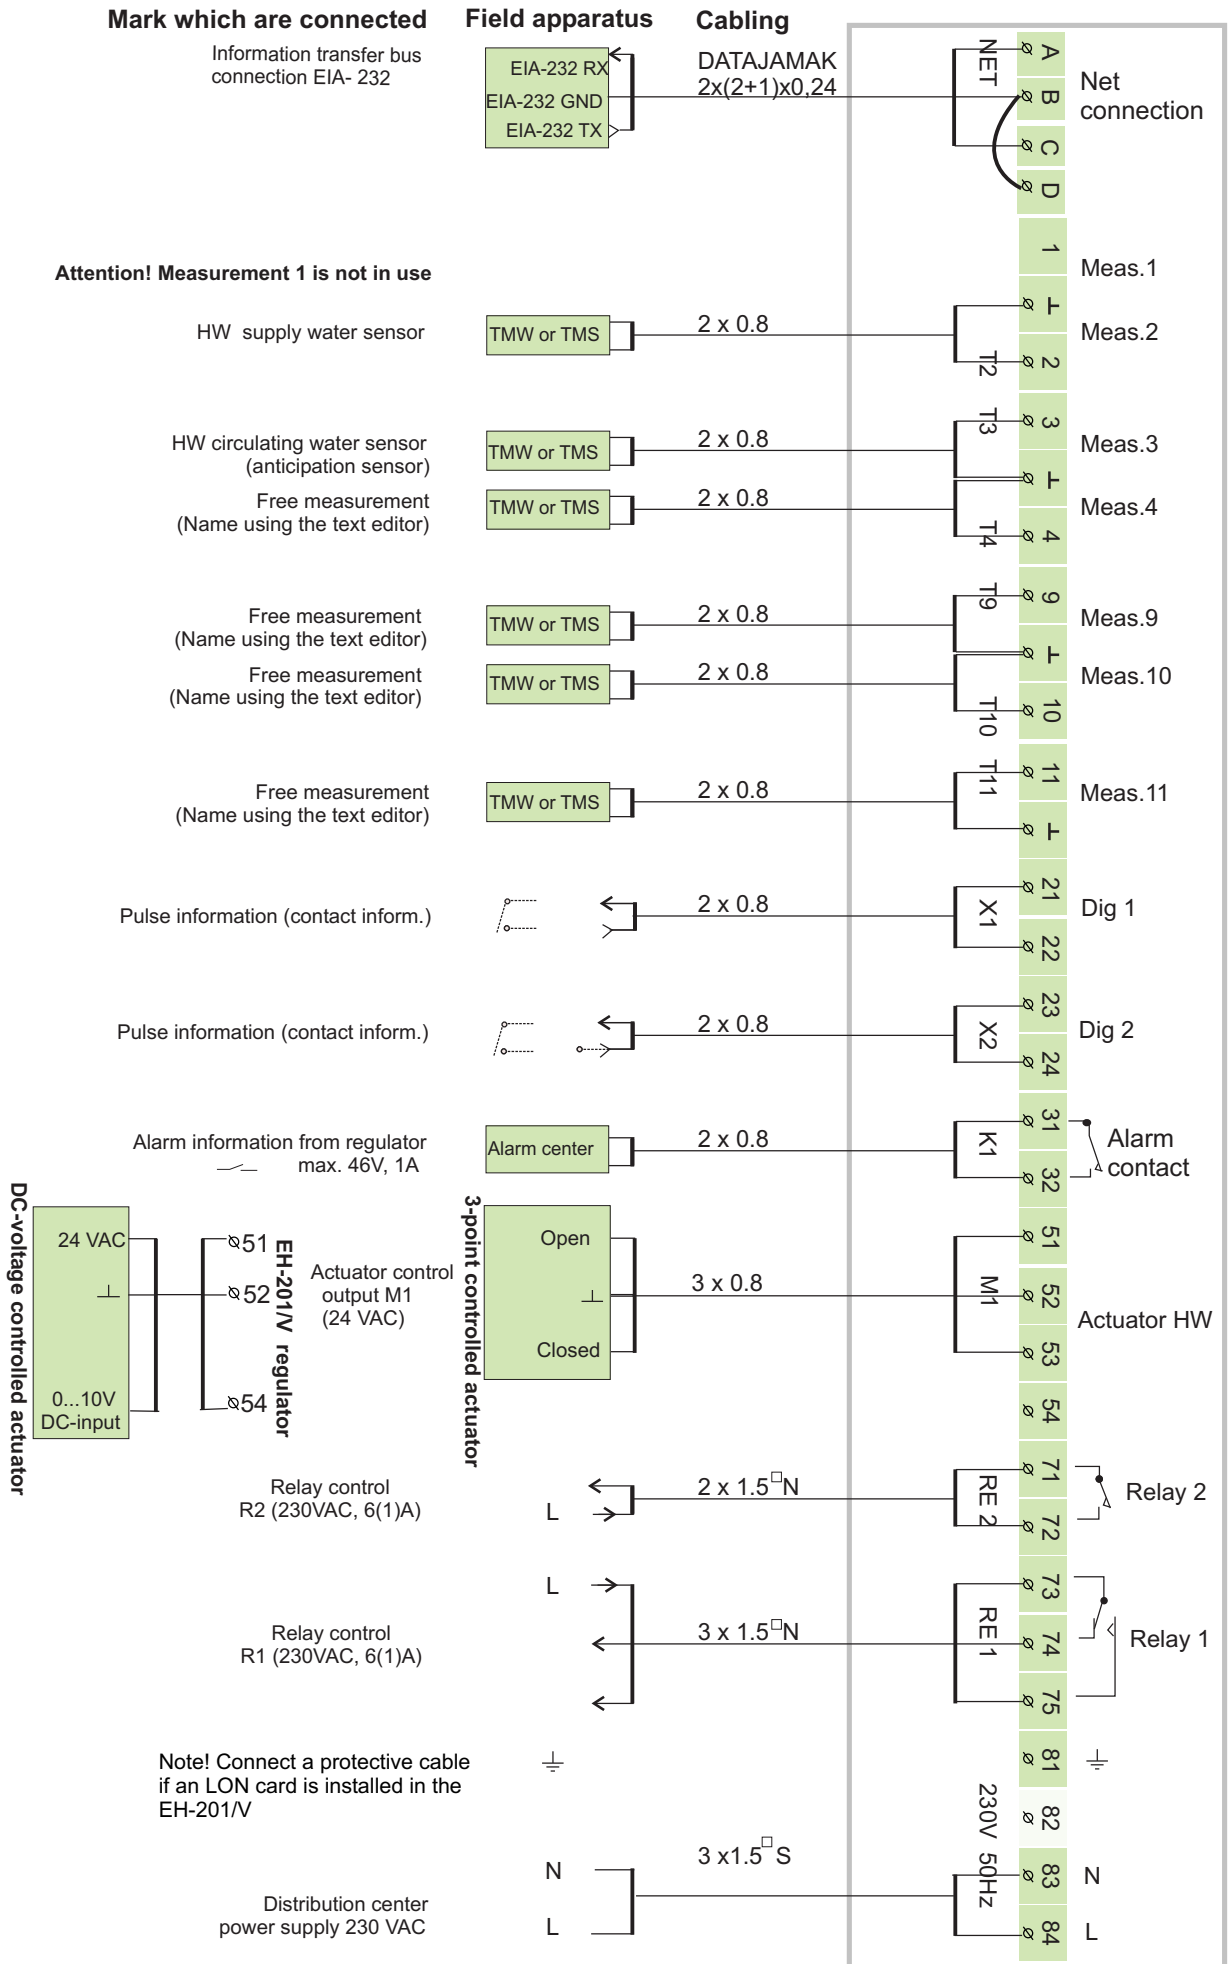 Mark which are connected
Field apparatus
Cabling
Information transfer bus
connection EIA- 232
EIA-232 RX
EIA-232 GND
EIA-232 TX
DATAJAMAK
2x(2+1)x0,24
NET
A
B
C
D
Net
connection
Attention! Measurement 1 is not in use
1
Meas.1
HW supply water sensor
TMW or TMS
2 x 0.8
T2
⊥
2
Meas.2
HW circulating water sensor
(anticipation sensor)
TMW or TMS
2 x 0.8
T3
3
⊥
Meas.3
Free measurement
(Name using the text editor)
TMW or TMS
2 x 0.8
T4
4
Meas.4
Free measurement
(Name using the text editor)
TMW or TMS
2 x 0.8
T9
9
⊥
Meas.9
Free measurement
(Name using the text editor)
TMW or TMS
2 x 0.8
T10
10
Meas.10
Free measurement
(Name using the text editor)
TMW or TMS
2 x 0.8
T11
11
⊥
Meas.11
Pulse information (contact inform.)
2 x 0.8
X1
21
22
Dig 1
Pulse information (contact inform.)
2 x 0.8
X2
23
24
Dig 2
Alarm information from regulator
max. 46V, 1A
Alarm center
2 x 0.8
K1
31
32
Alarm
contact
DC-voltage controlled actuator
24 VAC
⊥
0...10V
DC-input
51
52
54
EH-201/V regulator
Actuator control
output M1
(24 VAC)
3-point controlled actuator
Open
⊥
Closed
3 x 0.8
M1
51
52
53
54
Actuator HW
Relay control
R2 (230VAC, 6(1)A)
L
2 x 1.5□N
RE 2
71
72
Relay 2
Relay control
R1 (230VAC, 6(1)A)
L
3 x 1.5□N
RE 1
73
74
75
Relay 1
Note! Connect a protective cable
if an LON card is installed in the
EH-201/V
81
82
230V 50Hz
Distribution center
power supply 230 VAC
N
L
3 x1.5□S
83
84
N
L